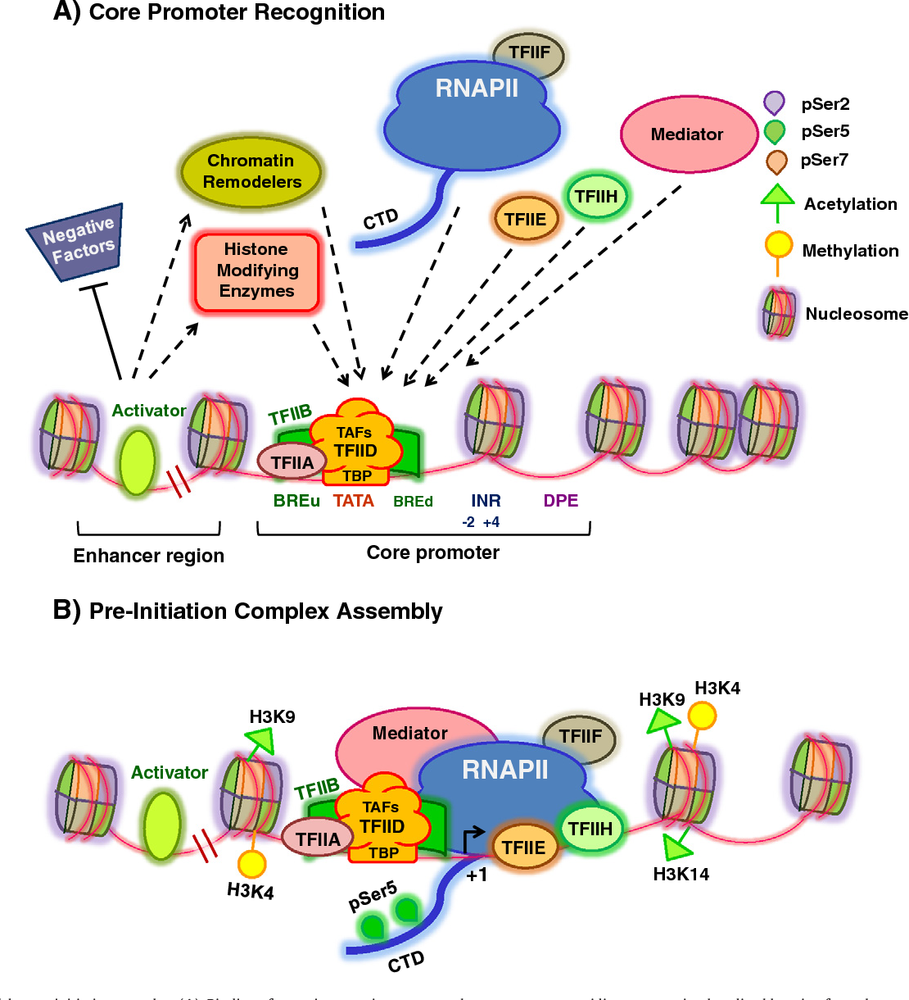 A) Core Promoter Recognition
TFIIF
RNAPII
Mediator
pSer2
pSer5
pSer7
Acetylation
Methylation
Nucleosome
Chromatin
Remodelers
TFIIH
TFIIE
CTD
Negative
Factors
Histone
Modifying
Enzymes
Activator
TFIIB
TAFs
TFIID
TFIIA
TBP
BREu TATA BREd INR DPE
-2 +4
Enhancer region
Core promoter
B) Pre-Initiation Complex Assembly
H3K9
Mediator
TFIIF
H3K9
H3K4
Activator
RNAPII
TFIIB
TAFs
TFIID
TFIIA
TBP
TFIIE
TFIIH
H3K4
+1
H3K14
pSer5
CTD